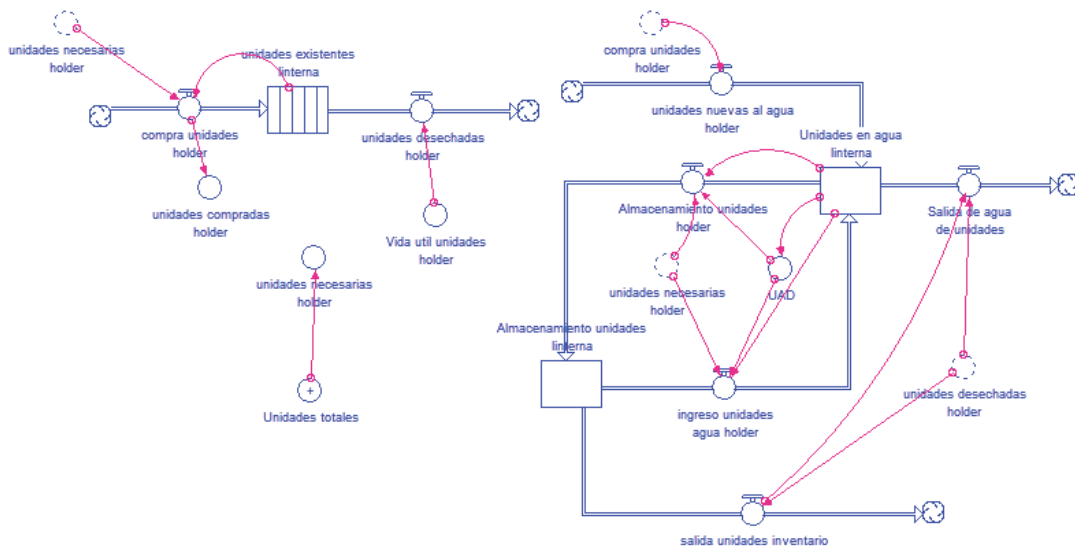 unidades necesarias
holder
unidades existentes
linterna
compra unidades
holder
unidades desechadas
holder
unidades compradas
holder
Vida util unidades
holder
unidades necesarias
holder
Unidades totales
compra unidades
holder
unidades nuevas al agua
holder
Unidades en agua
linterna
Almacenamiento unidades
holder
Salida de agua
de unidades
unidades necesarias
holder
UAD
Almacenamiento unidades
linterna
ingreso unidades
agua holder
unidades desechadas
holder
salida unidades inventario